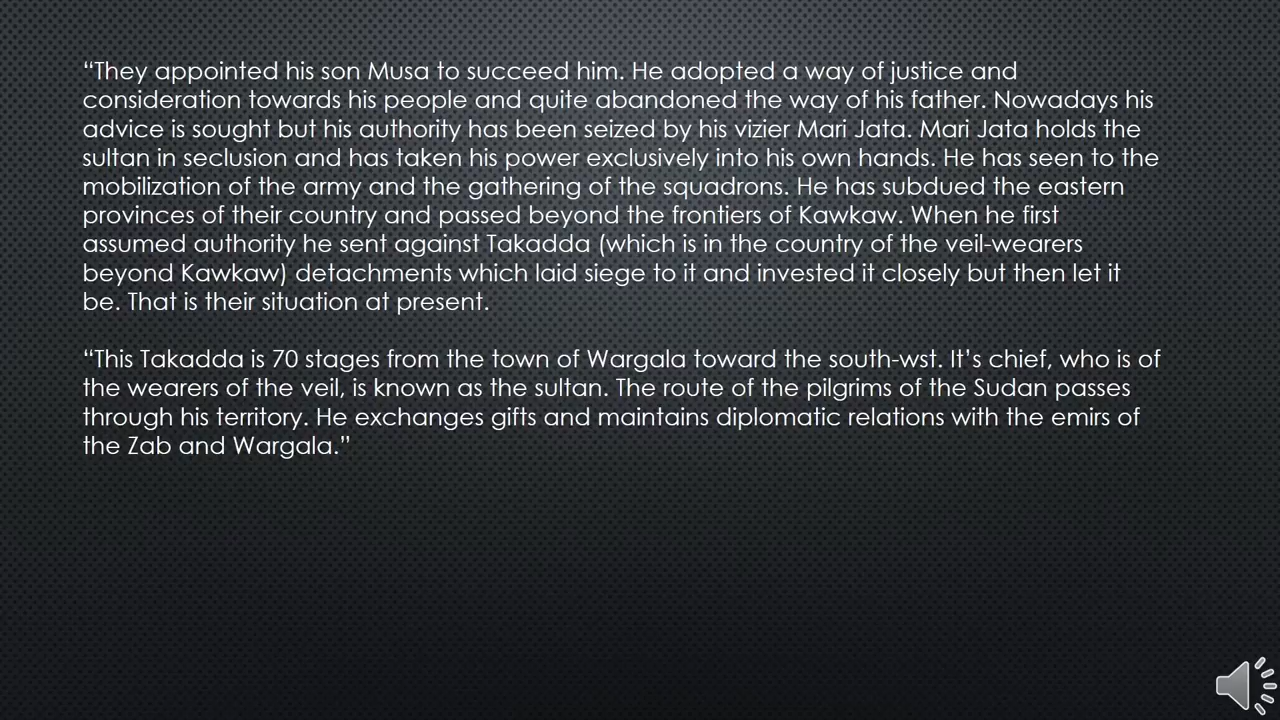 “They appointed his son Musa to succeed him. He adopted a way of justice and
consideration towards his people and quite abandoned the way of his father. Nowadays his
advice is sought but his authority has been seized by his vizier Mari Jata. Mari Jata holds the
sultan in seclusion and has taken his power exclusively into his own hands. He has seen to the
mobilization of the army and the gathering of the squadrons. He has subdued the eastern
provinces of their country and passed beyond the frontiers of Kawkaw. When he first
assumed authority he sent against Takadda (which is in the country of the veil-wearers
beyond Kawkaw) detachments which laid siege to it and invested it closely but then let it
be. That is their situation at present.
“This Takadda is 70 stages from the town of Wargala toward the south-wst. It’s chief, who is of
the wearers of the veil, is known as the sultan. The route of the pilgrims of the Sudan passes
through his territory. He exchanges gifts and maintains diplomatic relations with the emirs of
the Zab and Wargala.”